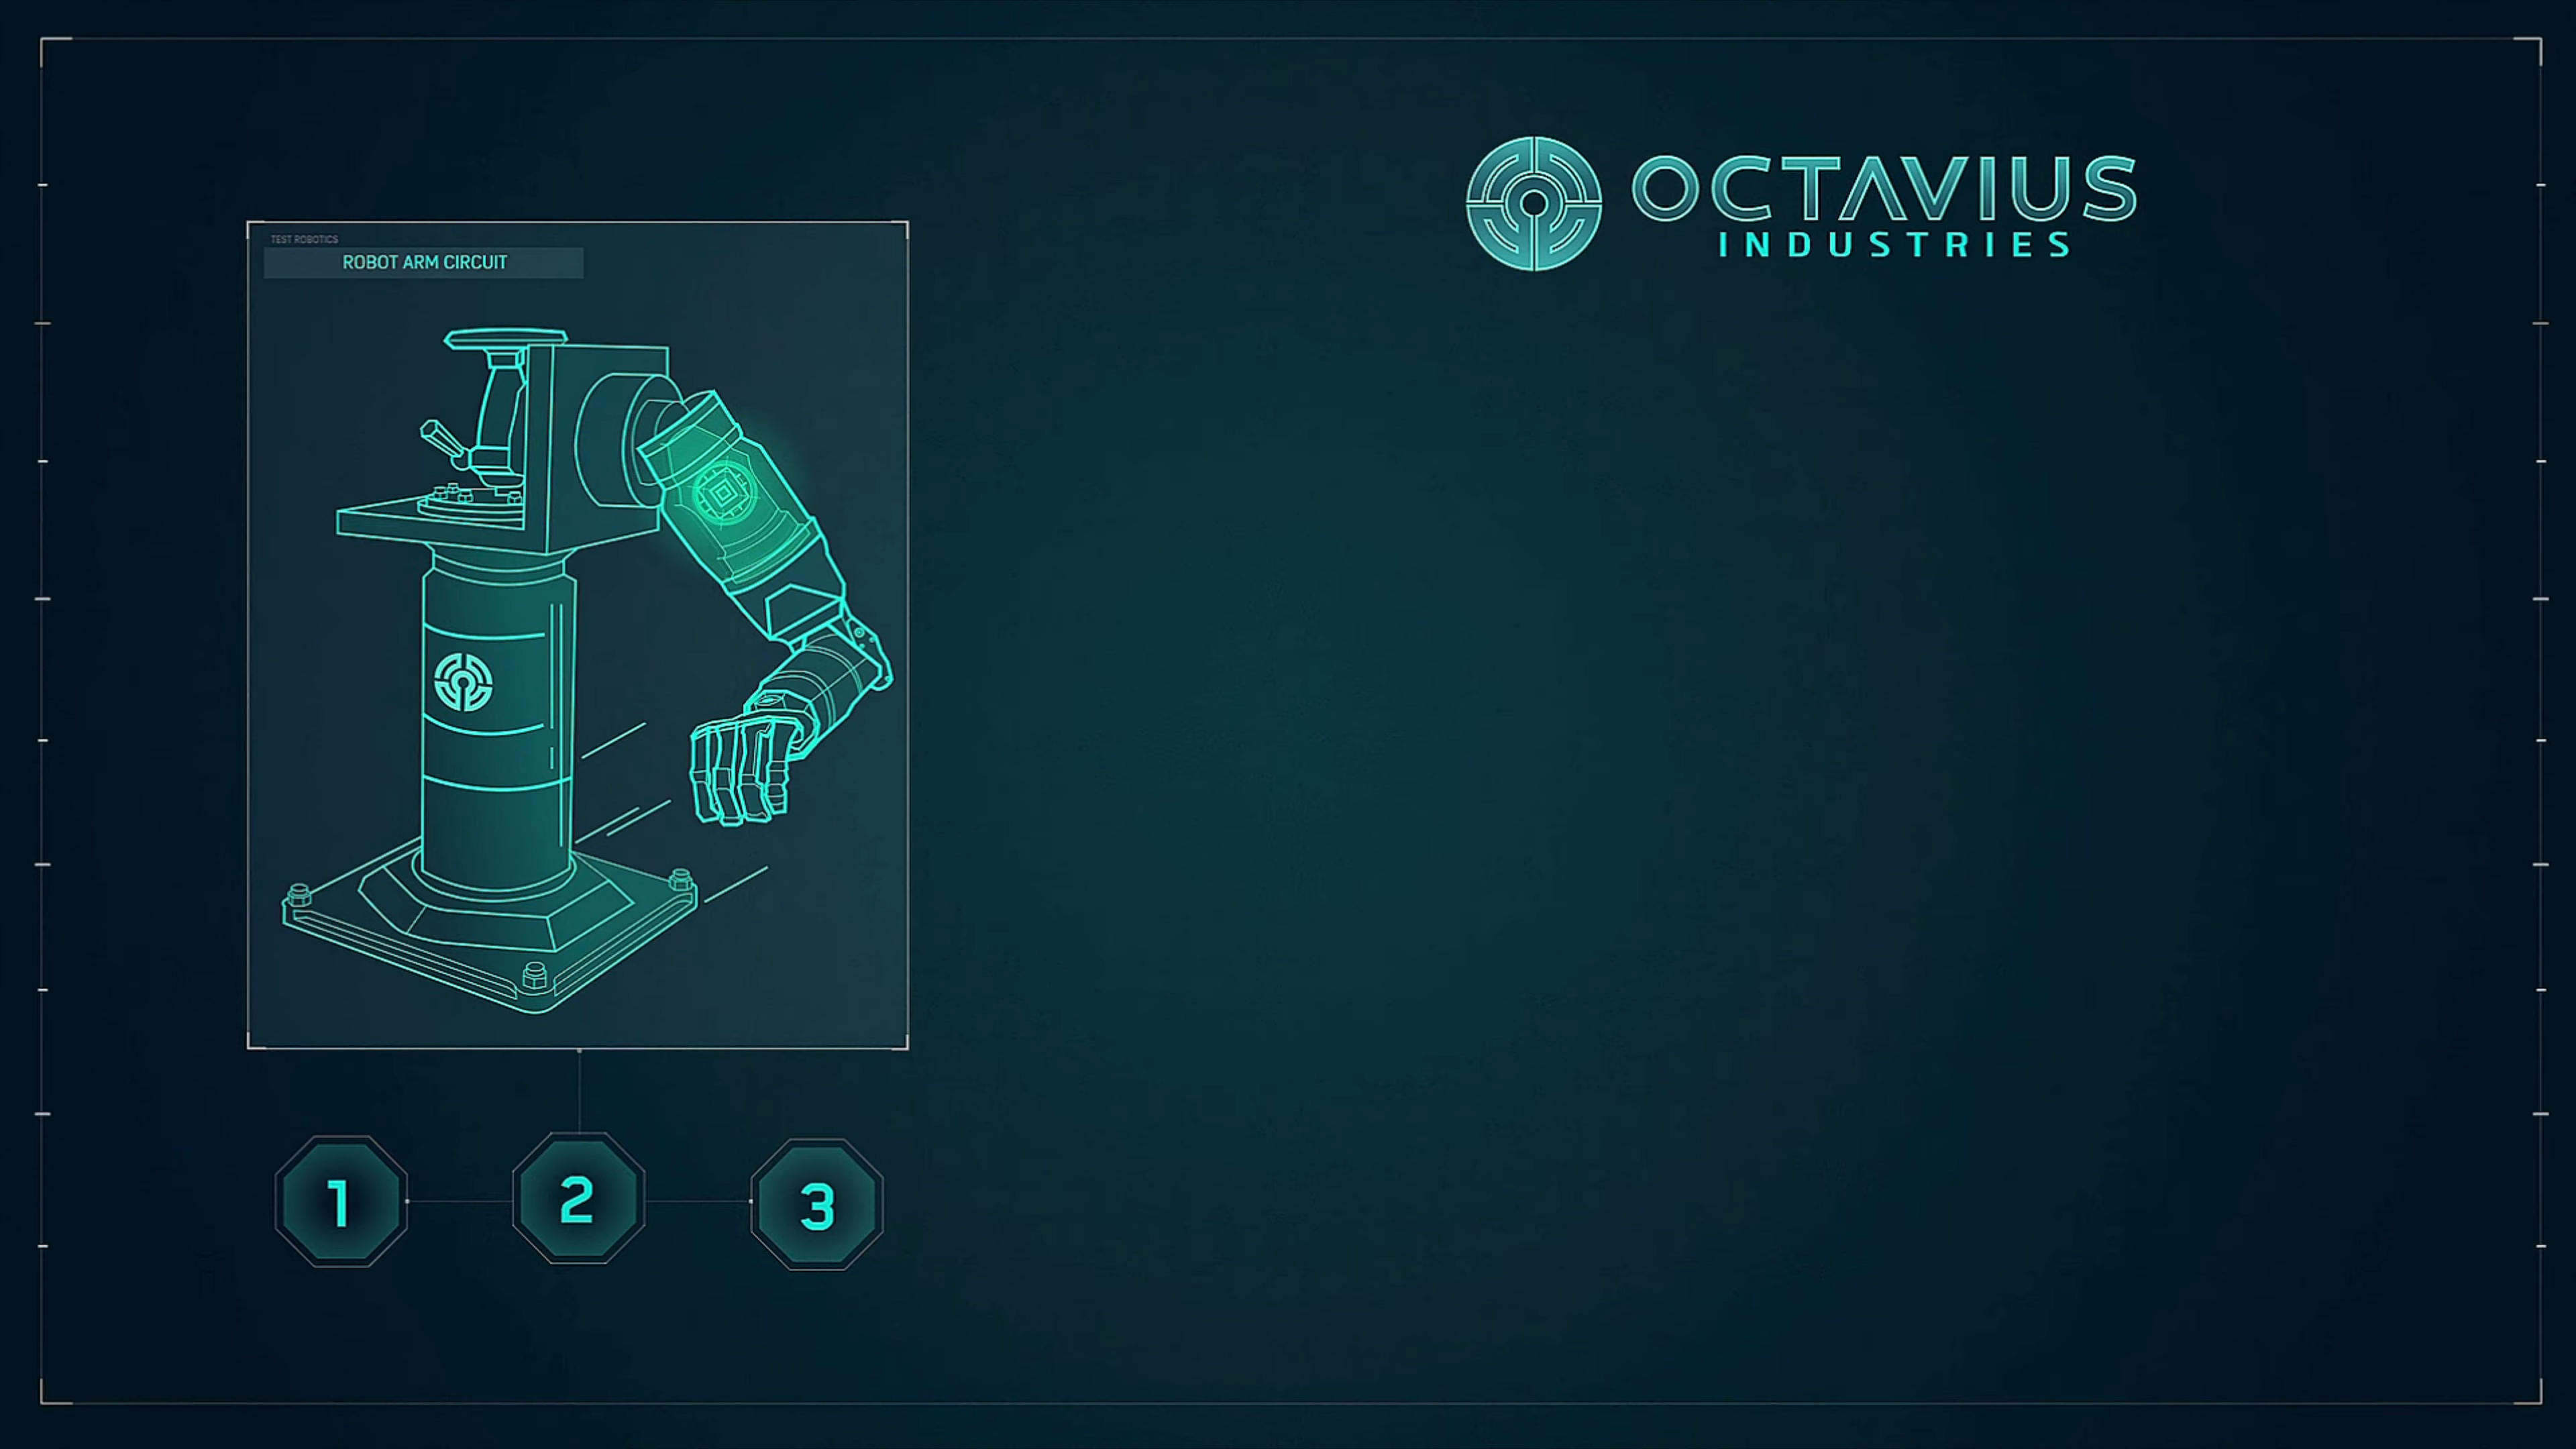 OCTAVIUS
INDUSTRIES
TEST ROBOTICS
ROBOT ARM CIRCUIT
1
2
3